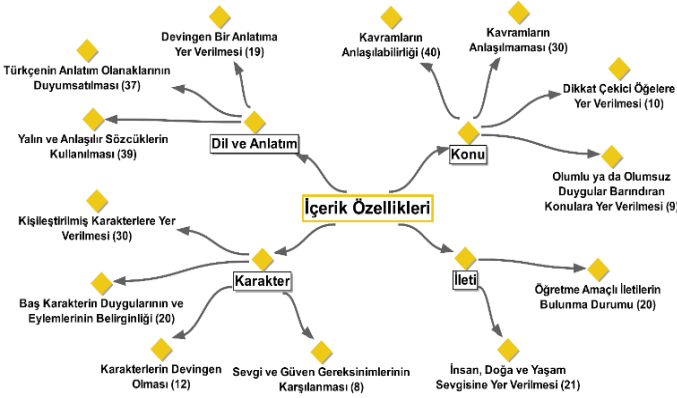 Devingen Bir Anlatıma
Yer Verilmesi (19)
Türkçenin Anlatım Olanaklarının
Duyumsatılması (37)
Yalın ve Anlaşılır Sözcüklerin
Kullanılması (39)
Dil ve Anlatım
Kavramların
Anlaşılabilirliği (40)
Kavramların
Anlaşılmaması (30)
Dikkat Çekici Öğelere
Yer Verilmesi (10)
Konu
Olumlu ya da Olumsuz
Duygular Barındıran
Konulara Yer Verilmesi (9)
İçerik Özellikleri
Kişileştirilmiş Karakterlere Yer
Verilmesi (30)
Karakter
Baş Karakterin Duygularının ve
Eylemlerinin Belirginliği (20)
Karakterlerin Devingen
Olması (12)
Sevgi ve Güven Gereksinimlerinin
Karşılanması (8)
İleti
Öğretme Amaçlı İletilerin
Bulunma Durumu (20)
İnsan, Doğa ve Yaşam
Sevgisine Yer Verilmesi (21)